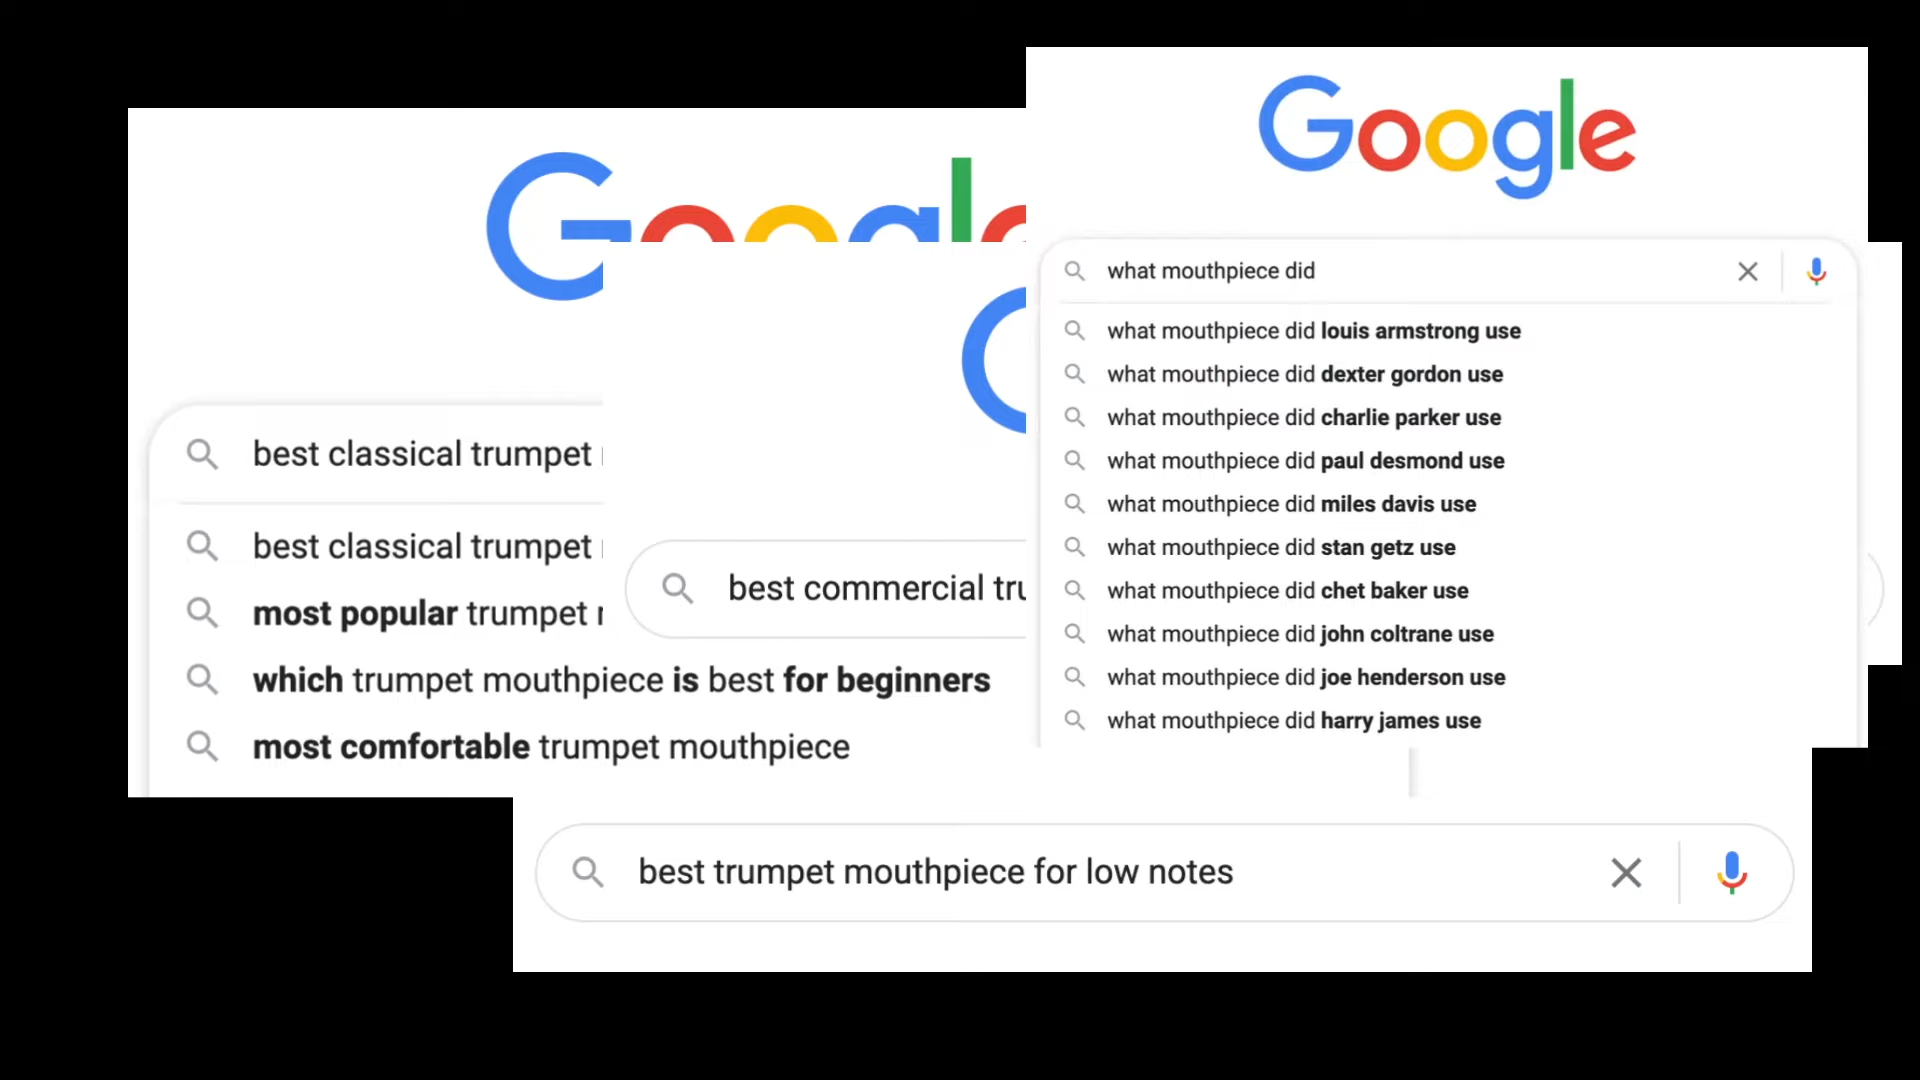 Google
best classical trumpet
best classical trumpet
most popular trumpet
which trumpet mouthpiece is best for beginners
most comfortable trumpet mouthpiece
best commercial
Google
what mouthpiece did
what mouthpiece did louis armstrong use
what mouthpiece did dexter gordon use
what mouthpiece did charlie parker use
what mouthpiece did paul desmond use
what mouthpiece did miles davis use
what mouthpiece did stan getz use
what mouthpiece did chet baker use
what mouthpiece did john coltrane use
what mouthpiece did joe henderson use
what mouthpiece did harry james use
best trumpet mouthpiece for low notes